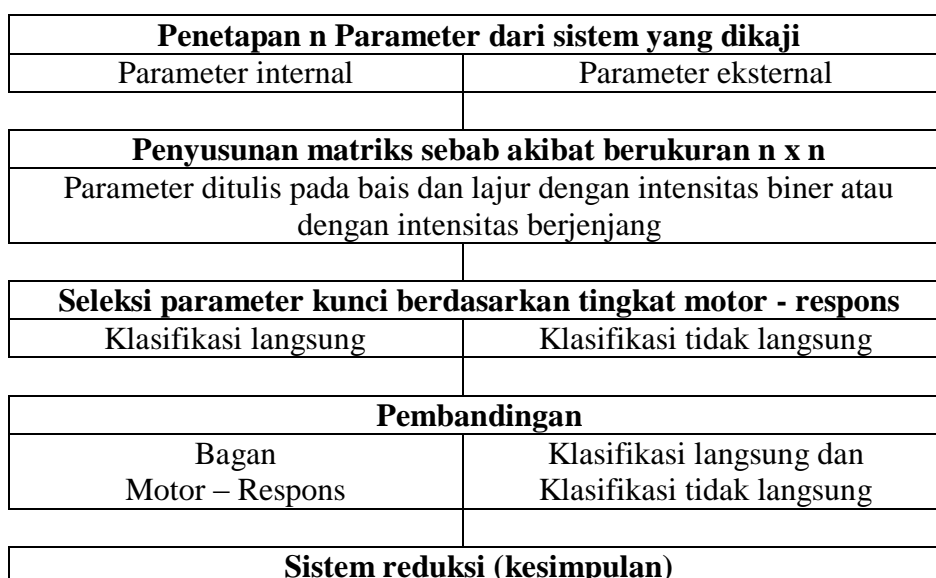 Penetapan n Parameter dari sistem yang dikaji
Parameter internal
Parameter eksternal
Penyusunan matriks sebab akibat berukuran n x n
Parameter ditulis pada bais dan lajur dengan intensitas biner atau
dengan intensitas berjenjang
Seleksi parameter kunci berdasarkan tingkat motor - respons
Klasifikasi langsung
Klasifikasi tidak langsung
Pembandingan
Bagan
Motor – Respons
Klasifikasi langsung dan
Klasifikasi tidak langsung
Sistem reduksi (kesimpulan)